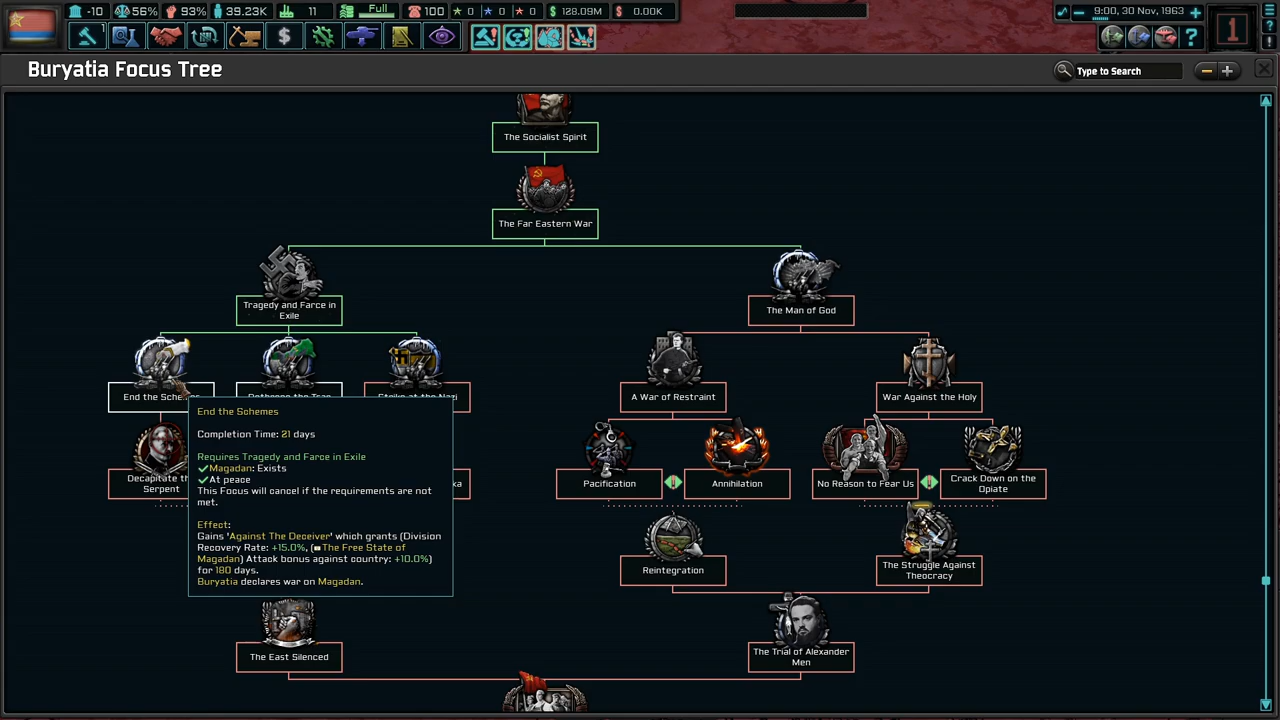 -10
56%
93%
39.23K
11
Full
100
0
0
0
$
128.09M
$
0.00K
9:00, 30 Nov, 1963
1
$
?
Buryatia Focus Tree
Type to Search
The Socialist Spirit
The Far Eastern War
Tragedy and Farce in
Exile
The Man of God
End the Sche
Strike at the Nazi
A War of Restraint
War Against the Holy
Decapitate th
Serpent
ka
Pacification
Annihilation
No Reason to Fear Us
Crack Down on the
Opiate
End the Schemes
Completion Time: 21 days
Requires Tragedy and Farce in Exile
Magadan: Exists
At peace
This Focus will cancel if the requirements are not
met.
Effect:
Gains 'Against The Deceiver' which grants (Division
Recovery Rate: +15.0%, (The Free State of
Magadan) Attack bonus against country: +10.0%)
for 180 days.
Buryatia declares war on Magadan.
Reintegration
The Struggle Against
Theocracy
The East Silenced
The Trial of Alexander
Men